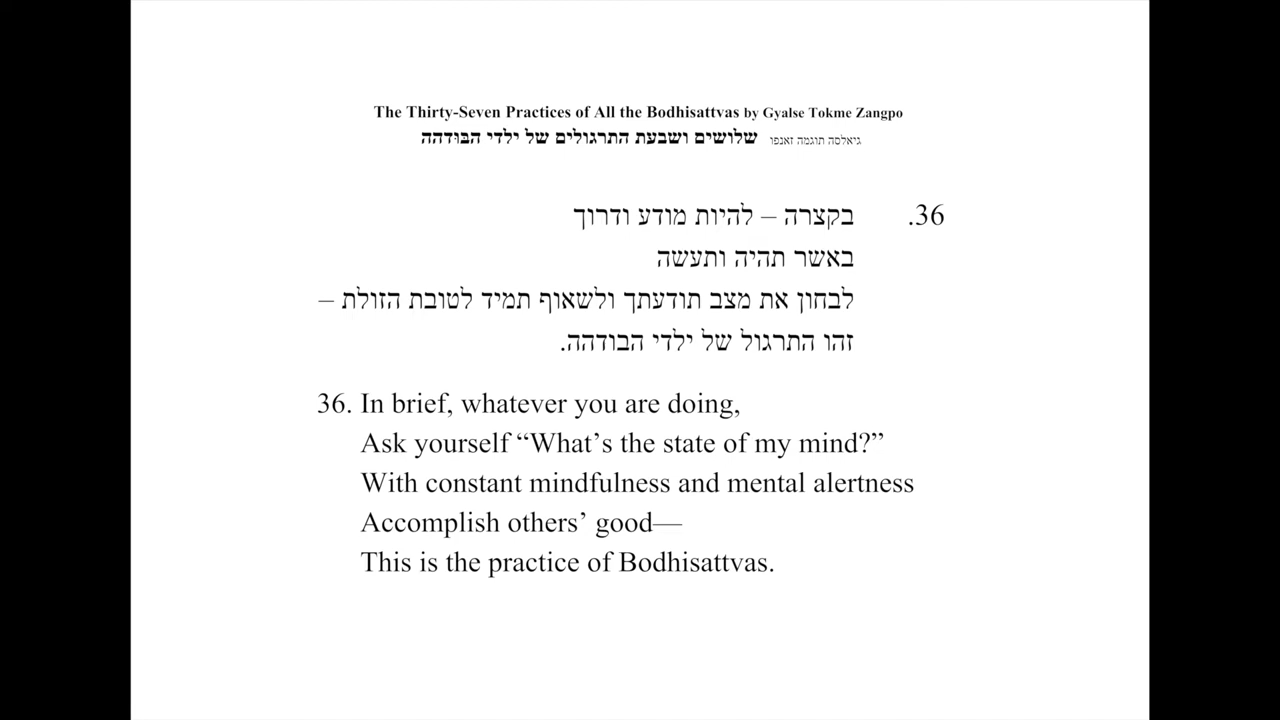 The Thirty-Seven Practices of All the Bodhisattvas by Gyalse Tokme Zangpo
שלושים ושבעת התרגולים של ילדי הבודהה גיאלסה תוגמה זאנפו
36. בקצרה – להיות מודע ודרוך
באשר תהיה ותעשה
לבחון את מצב תודעתך ולשאוף תמיד לטובת הזולת –
זהו התרגול של ילדי הבודהה.
36. In brief, whatever you are doing,
Ask yourself “What’s the state of my mind?”
With constant mindfulness and mental alertness
Accomplish others’ good—
This is the practice of Bodhisattvas.